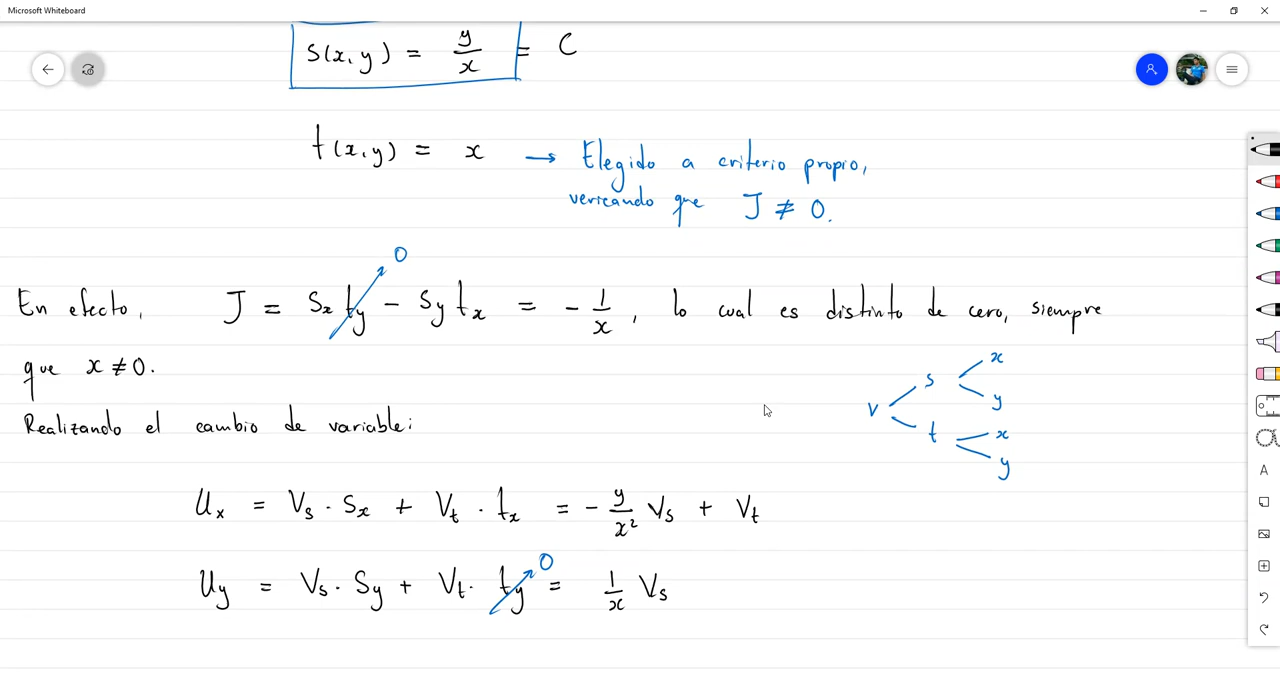 Microsoft Whiteboard
S(x,y) = y/x = C
t(x,y) = x → Elegido a criterio propio,
vericando que J ≠ 0.
0
En efecto, J = Sx ty - Sy tx = - 1/x, lo cual es distinto de cero, siempre
que x ≠ 0.
Realizando el cambio de variable:
V s x y
t x y
Ux = Vs · Sx + Vt · tx = - y/x² Vs + Vt
0
Uy = Vs · Sy + Vt · ty = 1/x Vs
A